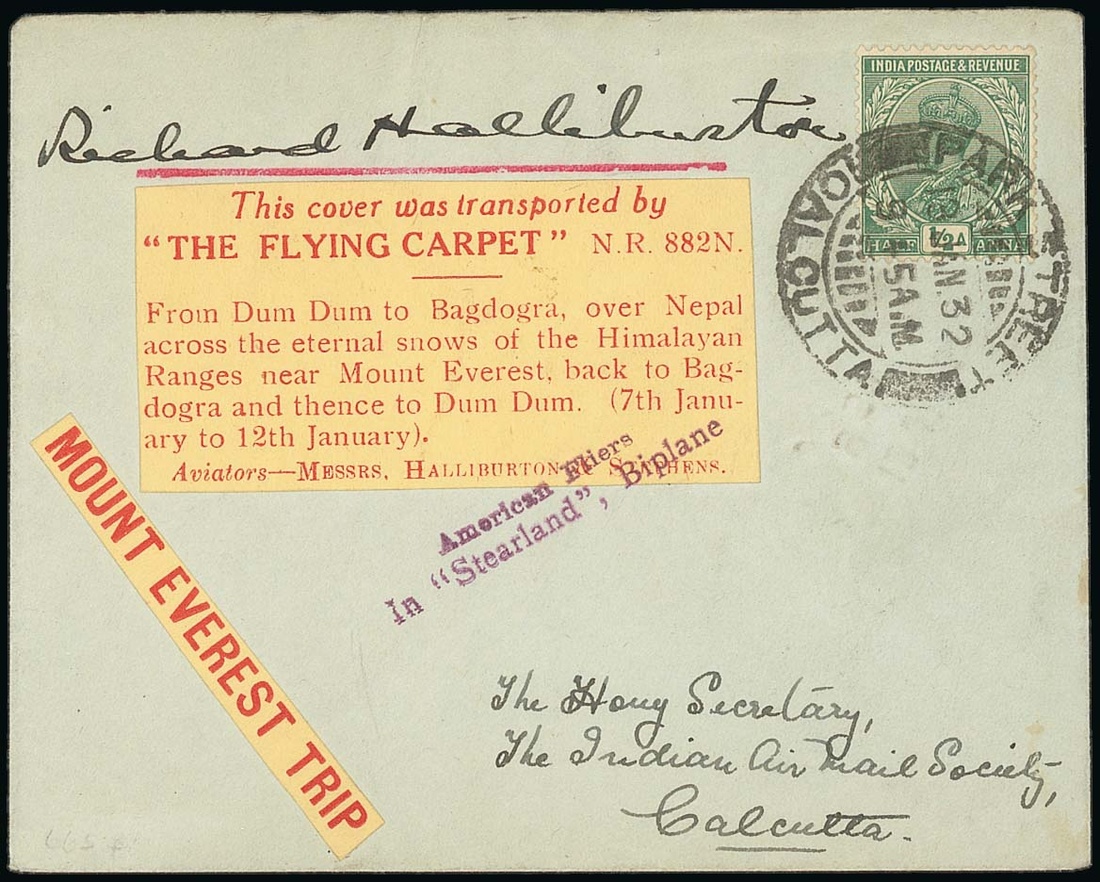 INDIA POSTAGE & REVENUE
HALF ½A ANNA
Richard Halliburton
PARK STREET
CALCUTTA
JAN 32
5 A.M
This cover was transported by
"THE FLYING CARPET" N.R. 882N.
From Dum Dum to Bagdogra, over Nepal
across the eternal snows of the Himalayan
Ranges near Mount Everest, back to Bag-
dogra and thence to Dum Dum. (7th Janu-
ary to 12th January).
Aviators—MESSRS, HALLIBURTON & STEPHENS.
American Fliers
In "Stearland", Biplane
MOUNT EVEREST TRIP
The Hony Secretary,
The Indian Air Mail Society,
Calcutta.